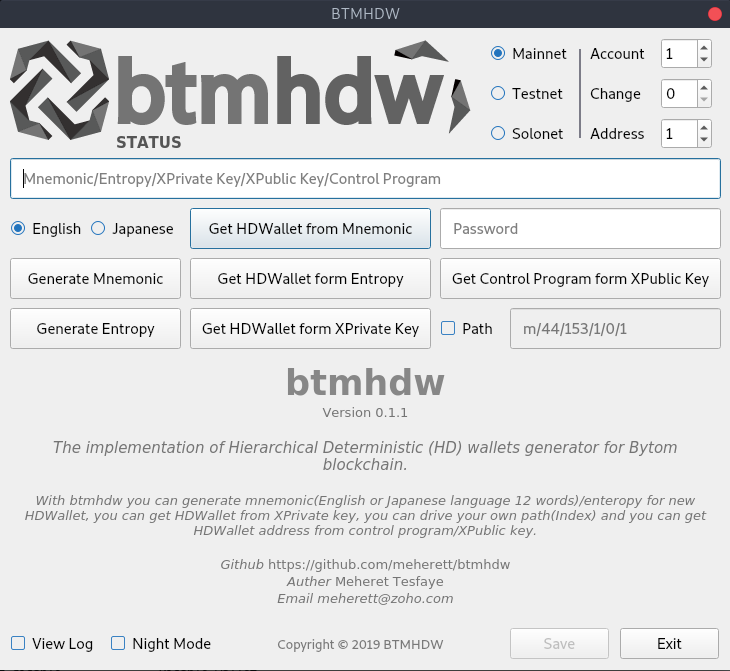 BTMHDW
btmhdw
STATUS
Mainnet
Account
1
Testnet
Change
0
Solonet
Address
1
Mnemonic/Entropy/XPrivate Key/XPublic Key/Control Program
English
Japanese
Get HDWallet from Mnemonic
Password
Generate Mnemonic
Get HDWallet form Entropy
Get Control Program form XPublic Key
Generate Entropy
Get HDWallet form XPrivate Key
Path
m/44/153/1/0/1
btmhdw
Version 0.1.1
The implementation of Hierarchical Deterministic (HD) wallets generator for Bytom
blockchain.
With btmhdw you can generate mnemonic(English or Japanese language 12 words)/enteropy for new
HDWallet, you can get HDWallet from XPrivate key, you can drive your own path(Index) and you can get
HDWallet address from control program/XPublic key.
Github https://github.com/meherett/btmhdw
Auther Meheret Tesfaye
Email meherett@zoho.com
View Log
Night Mode
Copyright © 2019 BTMHDW
Save
Exit